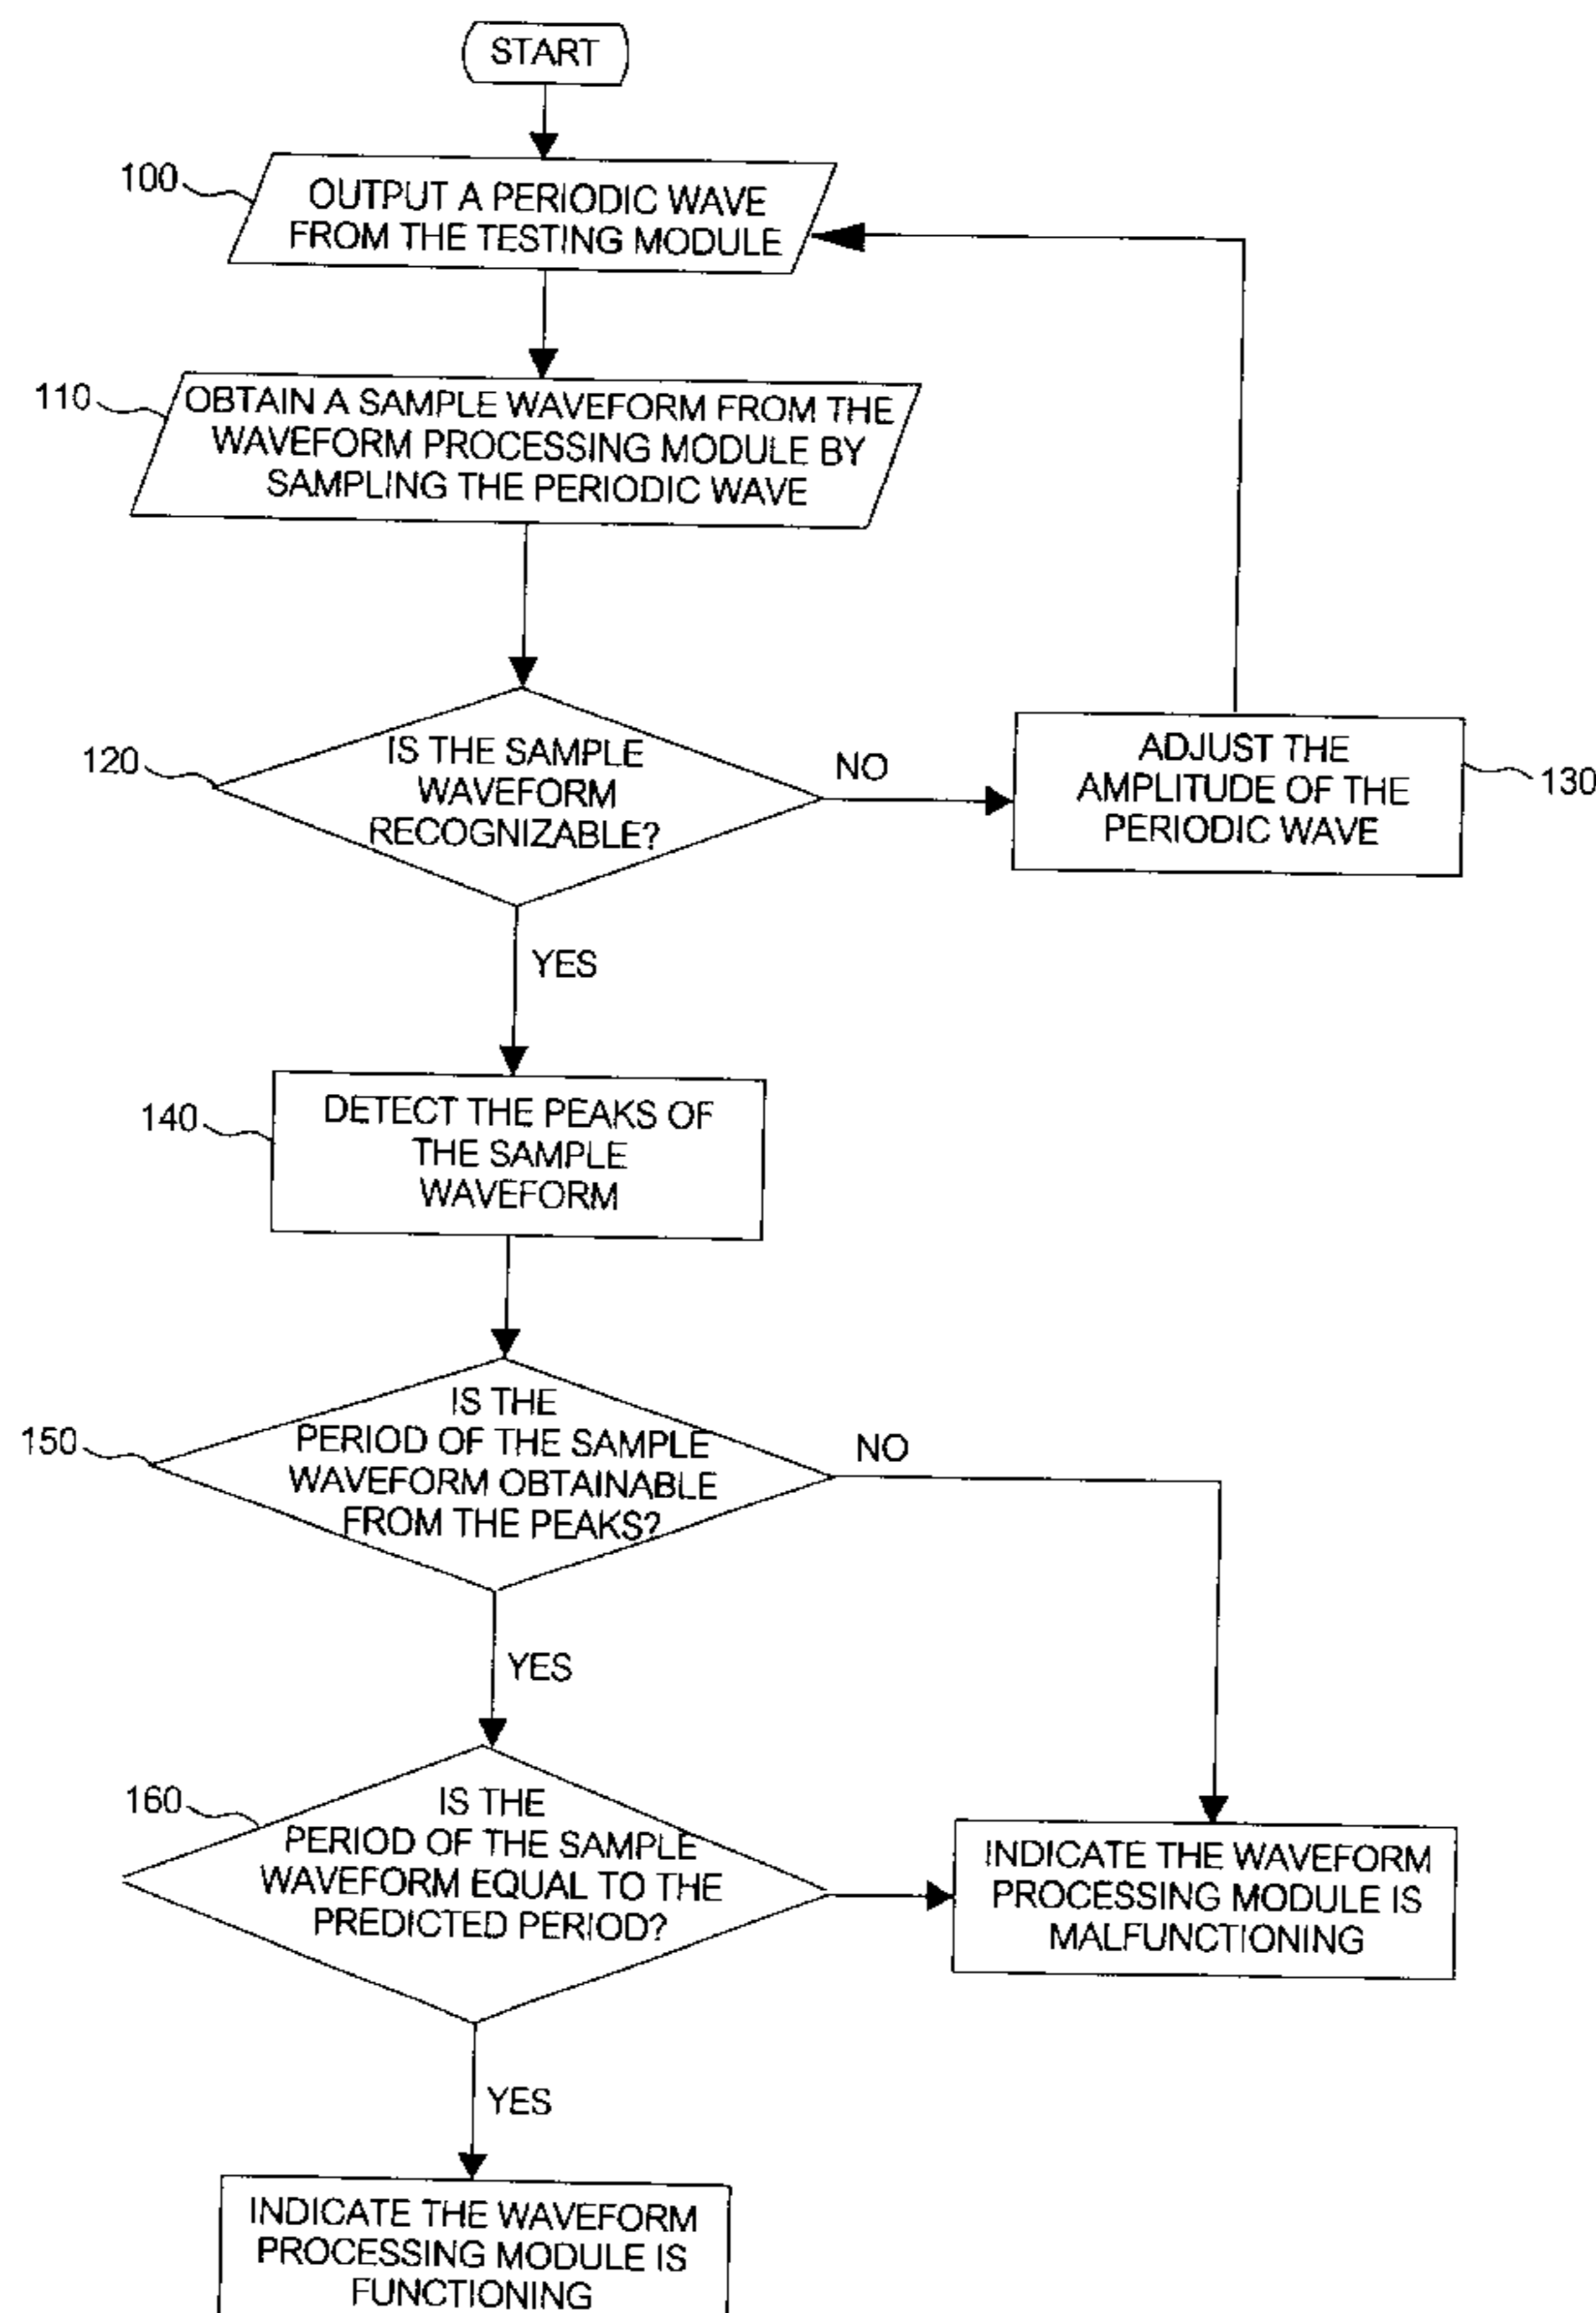 START
100
OUTPUT A PERIODIC WAVE
FROM THE TESTING MODULE
110
OBTAIN A SAMPLE WAVEFORM FROM THE
WAVEFORM PROCESSING MODULE BY
SAMPLING THE PERIODIC WAVE
120
IS THE SAMPLE
WAVEFORM
RECOGNIZABLE?
NO
ADJUST THE
AMPLITUDE OF THE
PERIODIC WAVE
130
YES
140
DETECT THE PEAKS OF
THE SAMPLE
WAVEFORM
150
IS THE
PERIOD OF THE SAMPLE
WAVEFORM OBTAINABLE
FROM THE PEAKS?
NO
YES
160
IS THE
PERIOD OF THE SAMPLE
WAVEFORM EQUAL TO THE
PREDICTED PERIOD?
INDICATE THE WAVEFORM
PROCESSING MODULE IS
MALFUNCTIONING
YES
INDICATE THE WAVEFORM
PROCESSING MODULE IS
FUNCTIONING